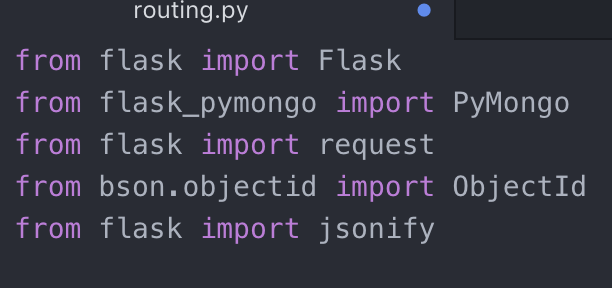 routing.py
from flask import Flask
from flask_pymongo import PyMongo
from flask import request
from bson.objectid import ObjectId
from flask import jsonify